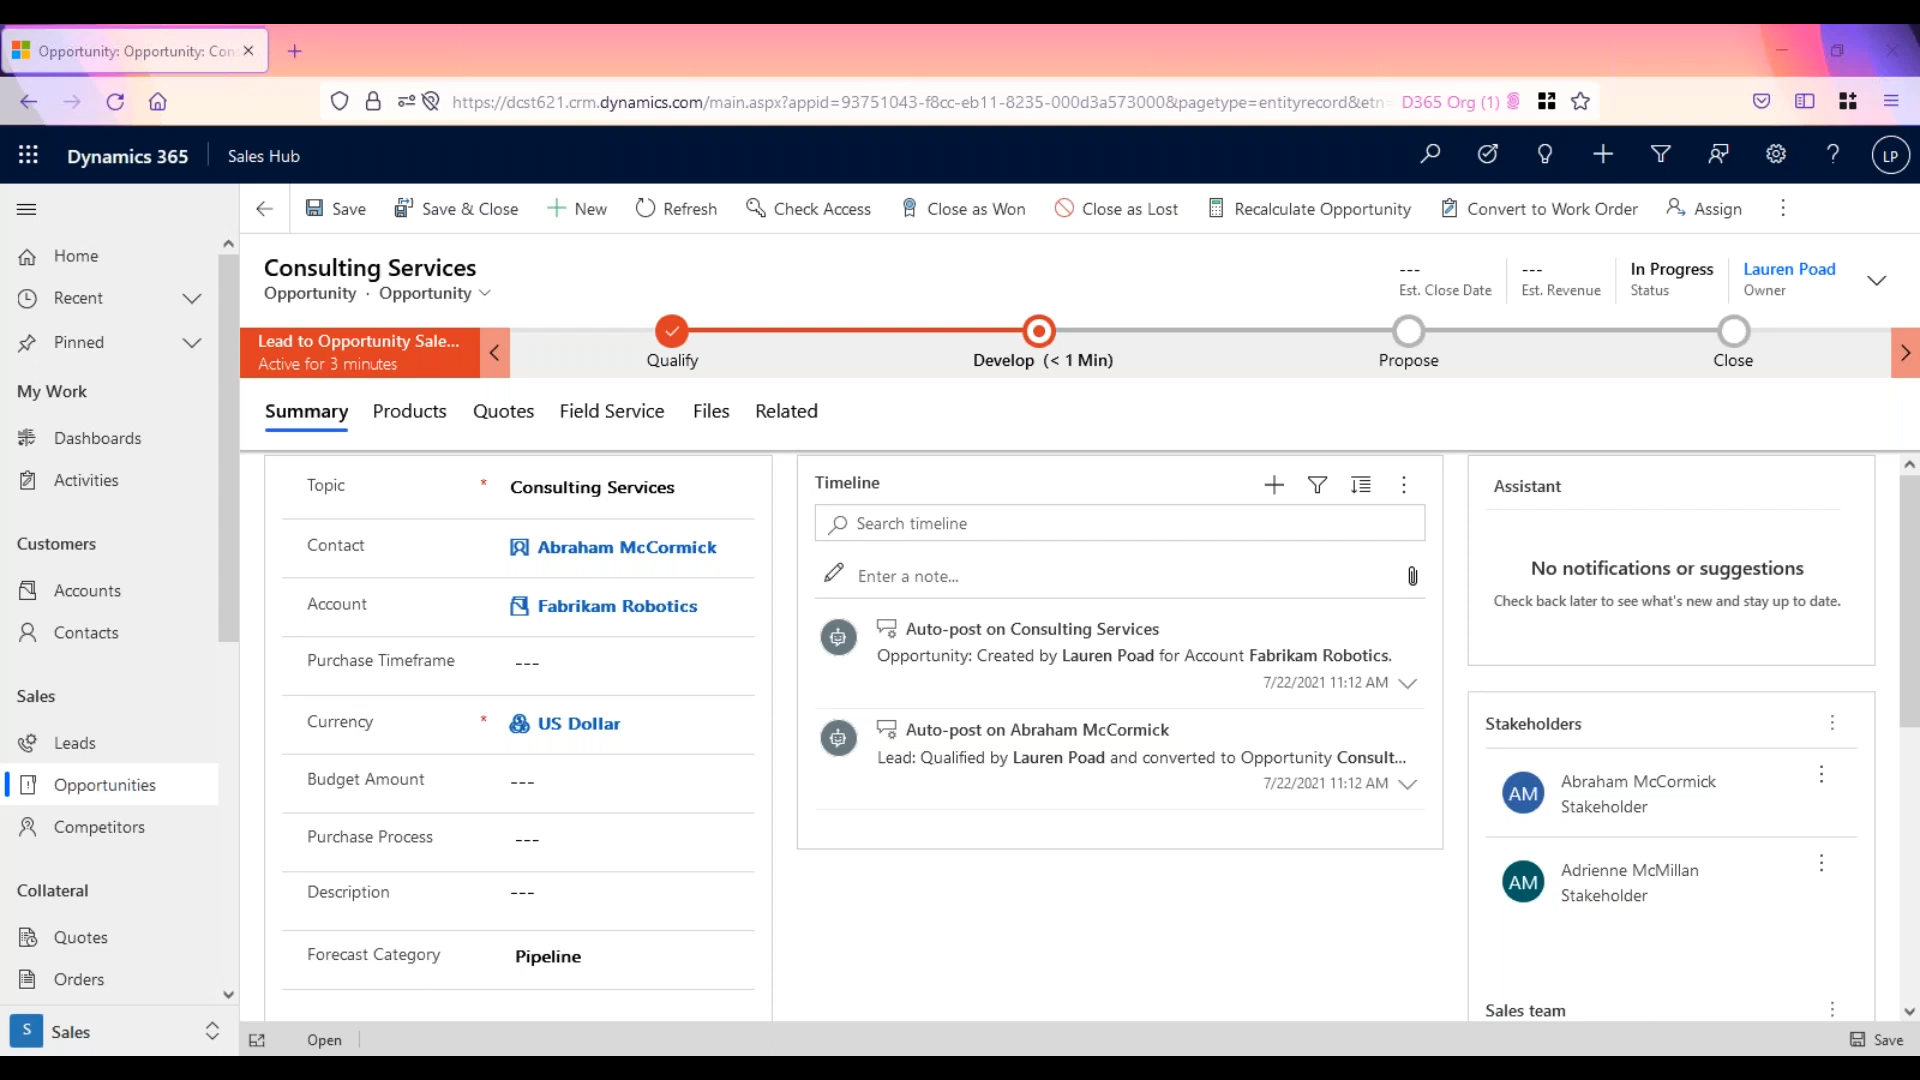 Opportunity: Opportunity: Con
https://dcst621.crm.dynamics.com/main.aspx?appid=93751043-f8cc-eb11-8235-000d3a573000&pagetype=entityrecord&etn=
D365 Org (1)
Dynamics 365
Sales Hub
LP
Save
Save & Close
New
Refresh
Check Access
Close as Won
Close as Lost
Recalculate Opportunity
Convert to Work Order
Assign
Home
Recent
Pinned
My Work
Dashboards
Activities
Customers
Accounts
Contacts
Sales
Leads
Opportunities
Competitors
Collateral
Quotes
Orders
S
Sales
Consulting Services
Opportunity · Opportunity
---
Est. Close Date
---
Est. Revenue
In Progress
Status
Lauren Poad
Owner
Lead to Opportunity Sale...
Active for 3 minutes
Qualify
Develop (< 1 Min)
Propose
Close
Summary
Products
Quotes
Field Service
Files
Related
Topic * Consulting Services
Contact Abraham McCormick
Account Fabrikam Robotics
Purchase Timeframe ---
Currency * US Dollar
Budget Amount ---
Purchase Process ---
Description ---
Forecast Category Pipeline
Timeline
Search timeline
Enter a note...
Auto-post on Consulting Services
Opportunity: Created by Lauren Poad for Account Fabrikam Robotics.
7/22/2021 11:12 AM
Auto-post on Abraham McCormick
Lead: Qualified by Lauren Poad and converted to Opportunity Consult...
7/22/2021 11:12 AM
Assistant
No notifications or suggestions
Check back later to see what's new and stay up to date.
Stakeholders
AM
Abraham McCormick
Stakeholder
AM
Adrienne McMillan
Stakeholder
Sales team
Open
Save